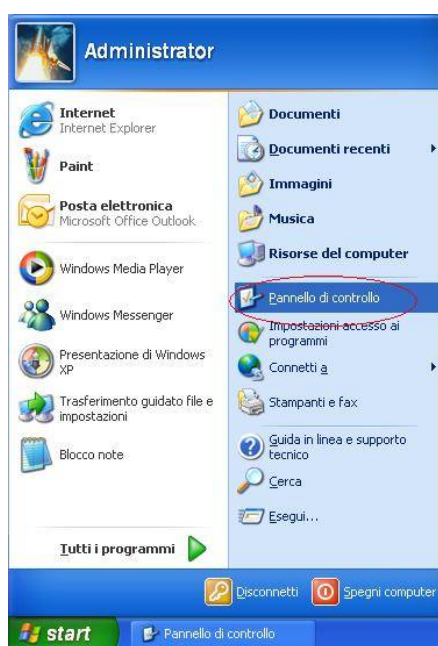 Administrator
Internet
Internet Explorer
Paint
Posta elettronica
Microsoft Office Outlook
Windows Media Player
Windows Messenger
Presentazione di Windows
XP
Trasferimento guidato file e
impostazioni
Blocco note
Tutti i programmi
Documenti
Documenti recenti
Immagini
Musica
Risorse del computer
Pannello di controllo
Impostazioni accesso ai
programmi
Connetti a
Stampanti e fax
Guida in linea e supporto
tecnico
Cerca
Esegui...
Disconnetti
Spegni computer
start
Pannello di controllo